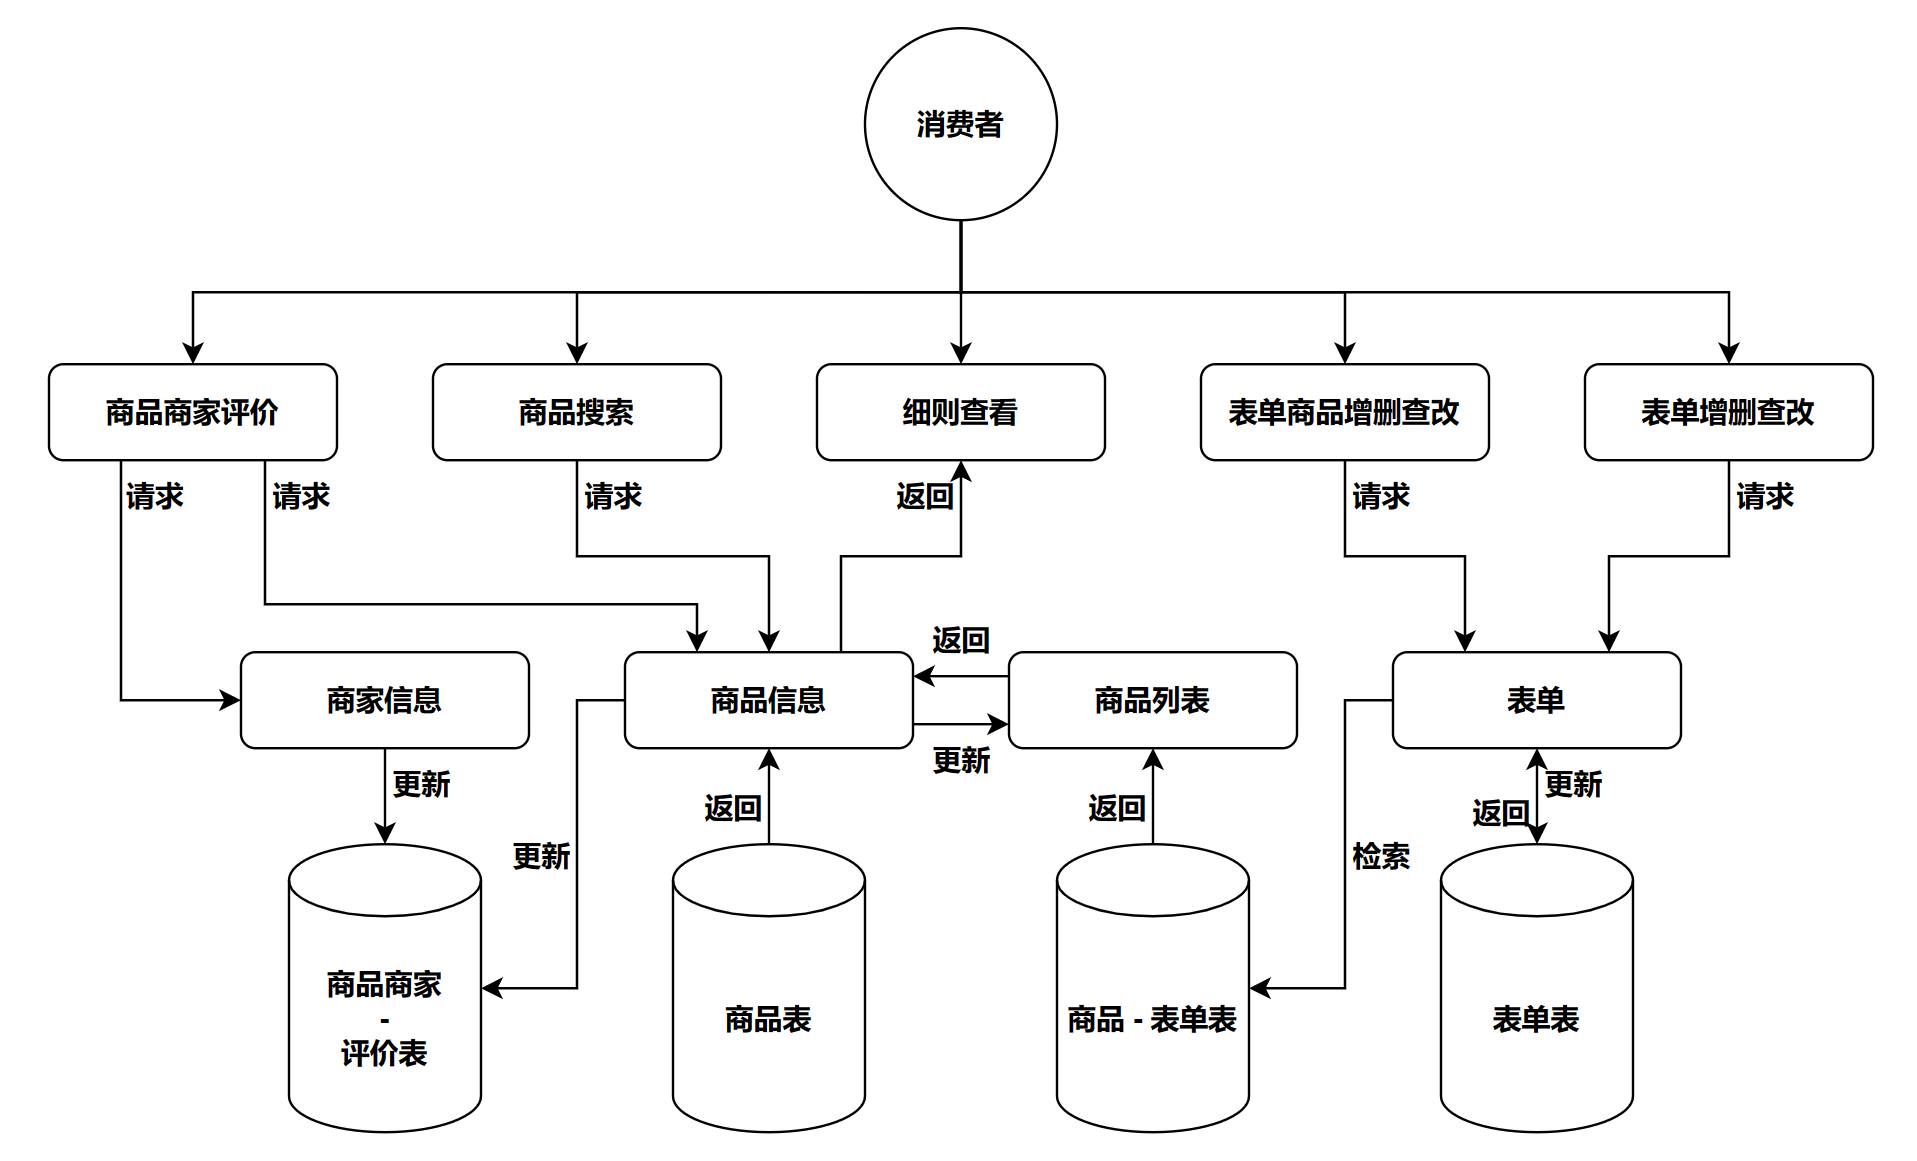 消费者
商品商家评价
商品搜索
细则查看
表单商品增删查改
表单增删查改
请求
请求
请求
返回
请求
请求
返回
商家信息
商品信息
商品列表
表单
更新
更新
返回
返回
更新
返回
更新
检索
商品商家
-
评价表
商品表
商品 - 表单表
表单表